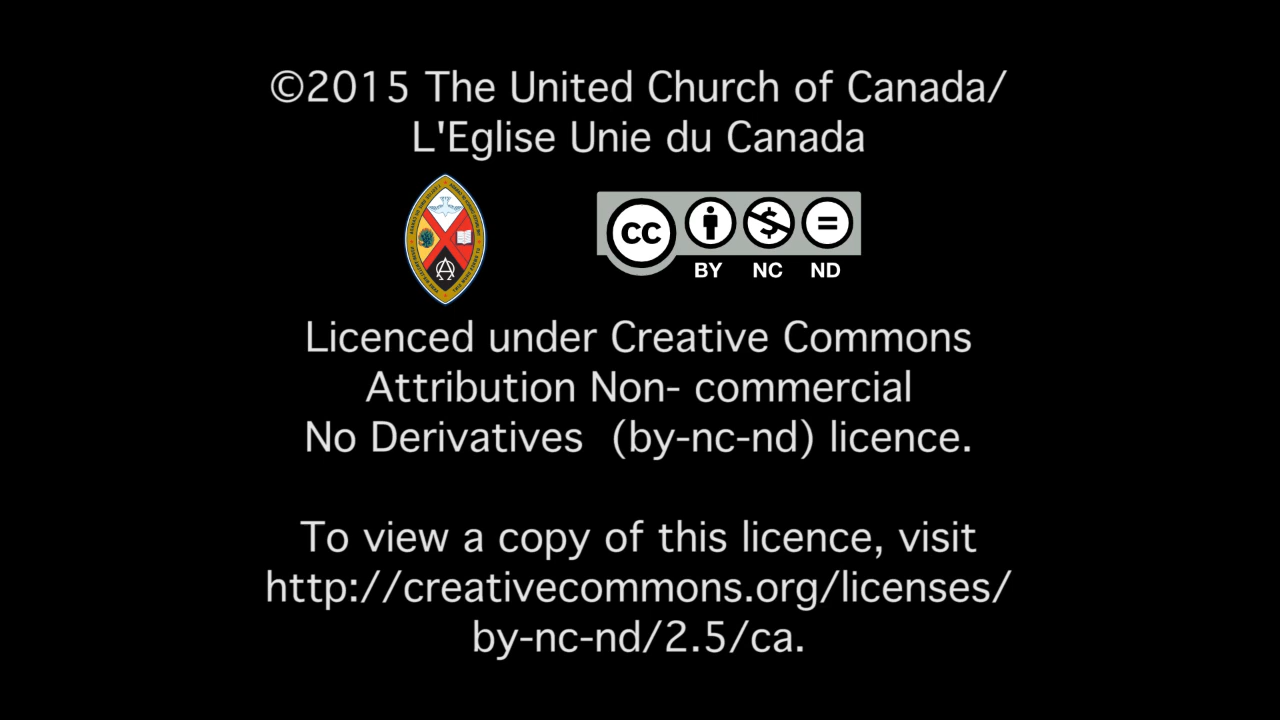 ©2015 The United Church of Canada/
L'Eglise Unie du Canada
cc
BY NC ND
Licenced under Creative Commons
Attribution Non- commercial
No Derivatives (by-nc-nd) licence.
To view a copy of this licence, visit
http://creativecommons.org/licenses/
by-nc-nd/2.5/ca.